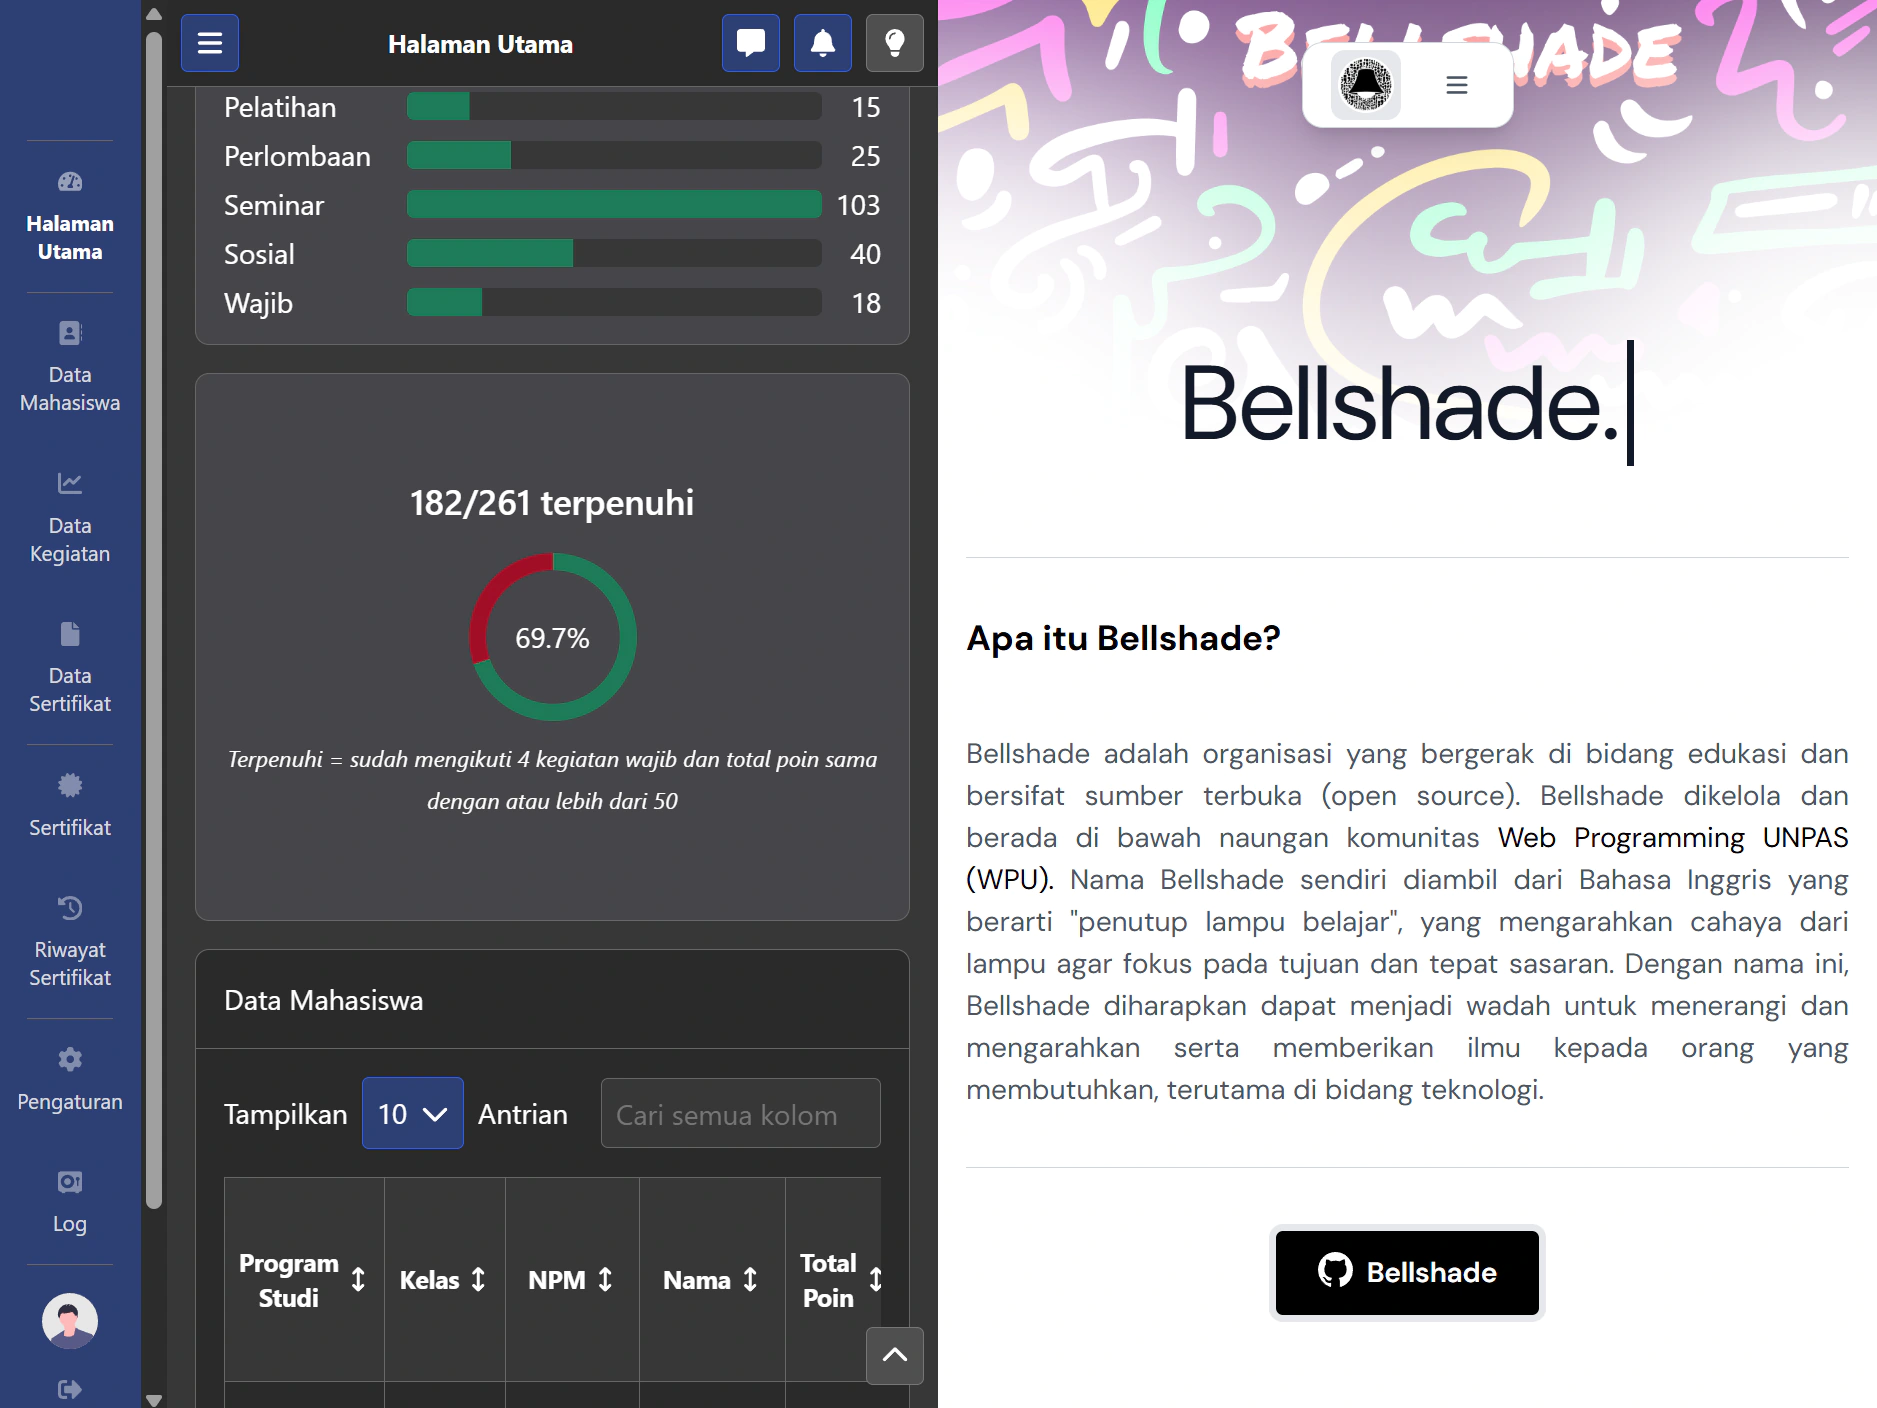 Halaman
Utama
Data
Mahasiswa
Data
Kegiatan
Data
Sertifikat
Sertifikat
Riwayat
Sertifikat
Pengaturan
Log
Halaman Utama
Pelatihan 15
Perlombaan 25
Seminar 103
Sosial 40
Wajib 18
182/261 terpenuhi
69.7%
Terpenuhi = sudah mengikuti 4 kegiatan wajib dan total poin sama
dengan atau lebih dari 50
Data Mahasiswa
Tampilkan 10 Antrian Cari semua kolom
Program
Studi
Kelas
NPM
Nama
Total
Poin
BELLSHADE
Bellshade.
Apa itu Bellshade?
Bellshade adalah organisasi yang bergerak di bidang edukasi dan
bersifat sumber terbuka (open source). Bellshade dikelola dan
berada di bawah naungan komunitas Web Programming UNPAS
(WPU). Nama Bellshade sendiri diambil dari Bahasa Inggris yang
berarti "penutup lampu belajar", yang mengarahkan cahaya dari
lampu agar fokus pada tujuan dan tepat sasaran. Dengan nama ini,
Bellshade diharapkan dapat menjadi wadah untuk menerangi dan
mengarahkan serta memberikan ilmu kepada orang yang
membutuhkan, terutama di bidang teknologi.
Bellshade